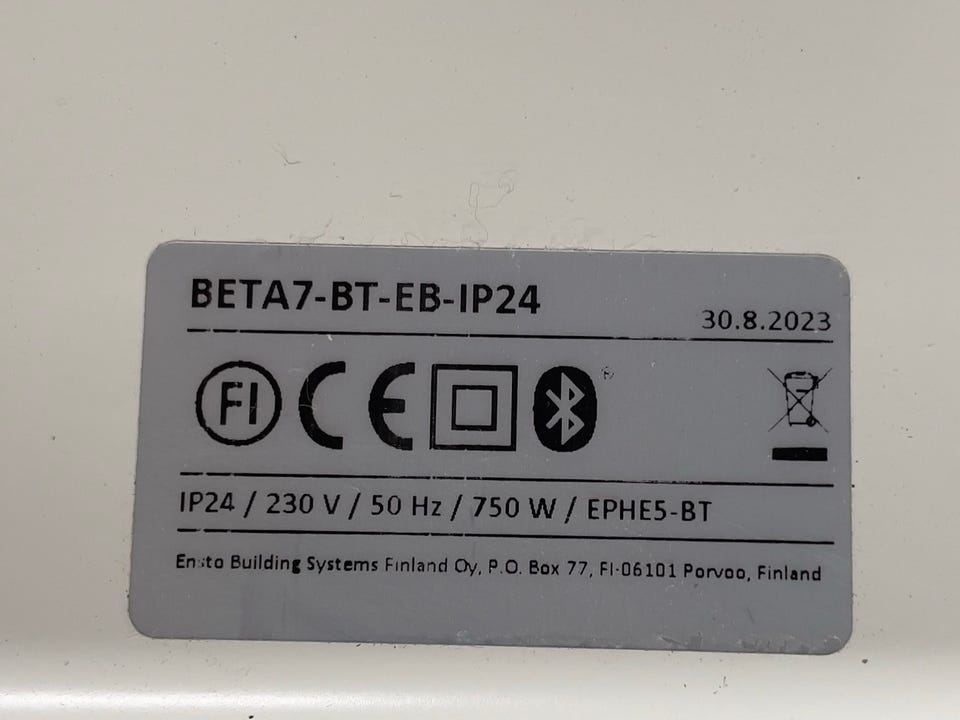 BETA7-BT-EB-IP24
30.8.2023
FI CE ®
IP24 / 230 V / 50 Hz / 750 W / EPHE5-BT
Ensto Building Systems Finland Oy, P.O. Box 77, FI-06101 Porvoo, Finland